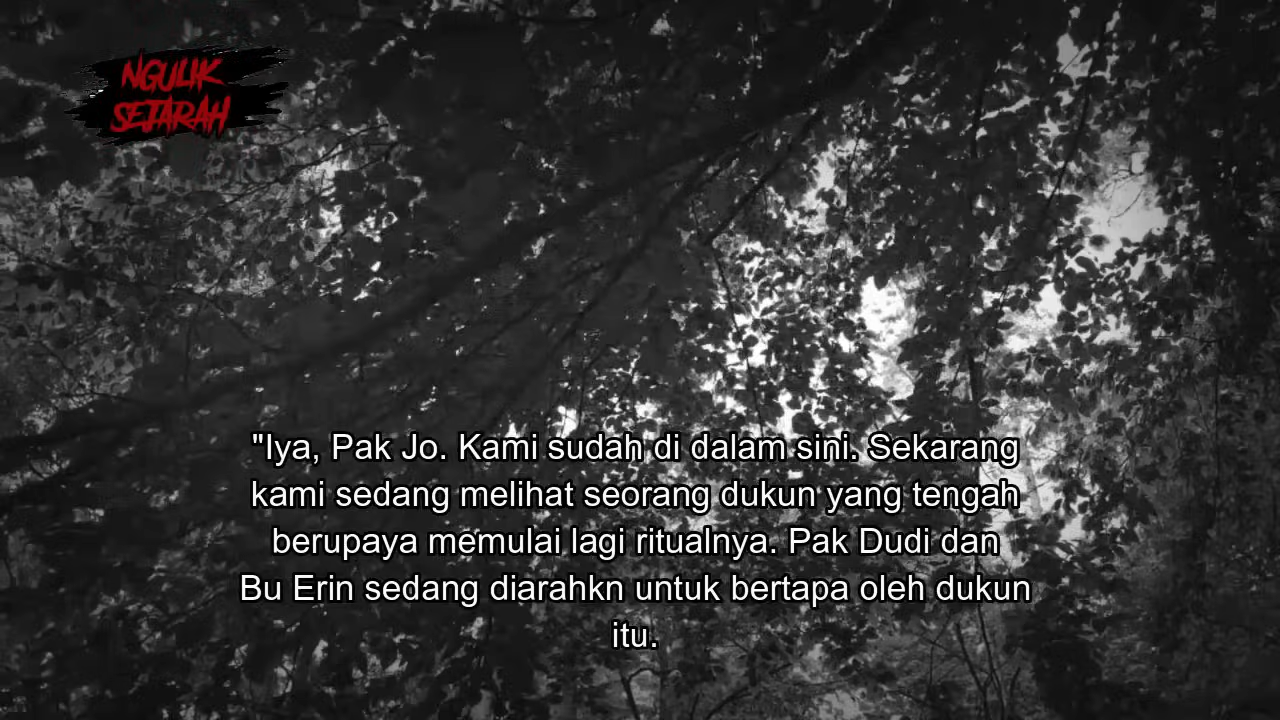 NGULIK
SEJARAH
"Iya, Pak Jo. Kami sudah di dalam sini. Sekarang
kami sedang melihat seorang dukun yang tengah
berupaya memulai lagi ritualnya. Pak Dudi dan
Bu Erin sedang diarahkn untuk bertapa oleh dukun
itu.